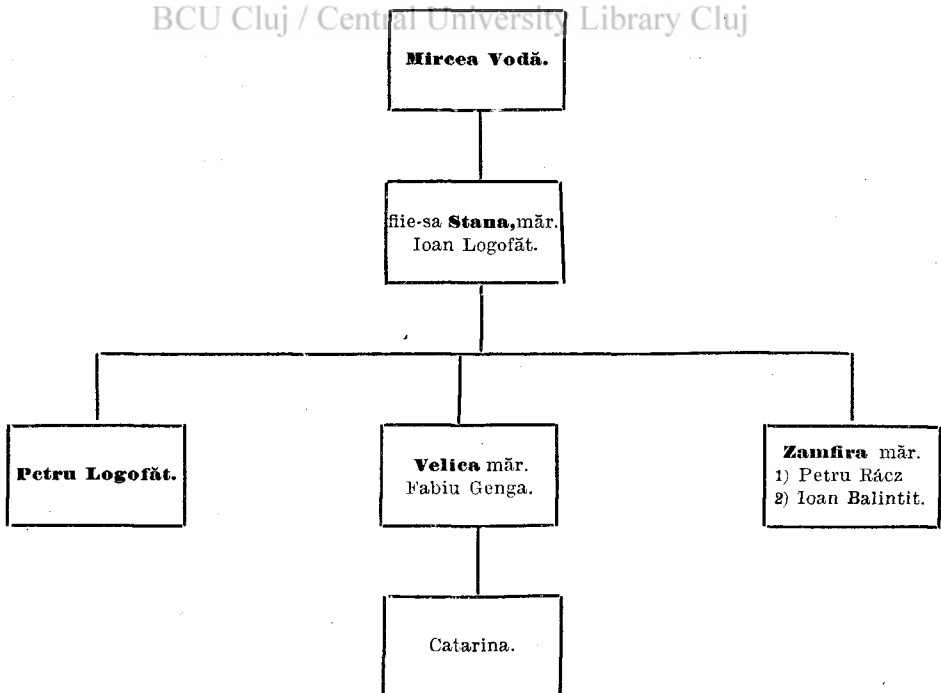 BCU Cluj / Central University Library Cluj
Mircea Vodă.
fiie-sa Stana, măr.
Ioan Logofăt.
Petru Logofăt.
Velica măr.
Fabiu Genga.
Zamfira măr.
1) Petru Rácz
2) Ioan Balintit.
Catarina.